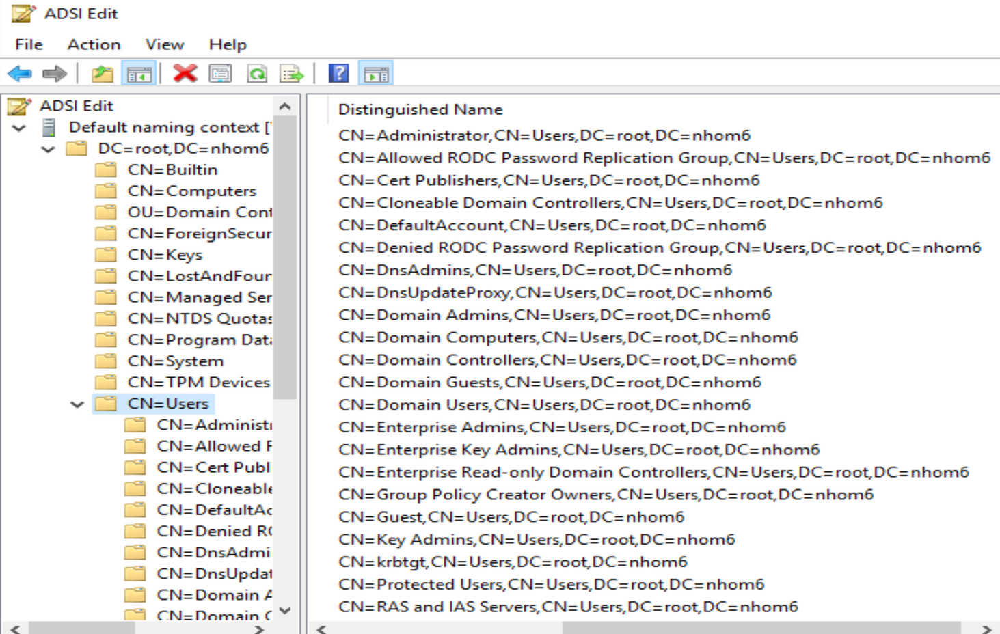 ADSI Edit
File Action View Help
ADSI Edit
Default naming context [
DC=root,DC=nhom6
CN=Builtin
CN=Computers
OU=Domain Cont
CN=ForeignSecur
CN=Keys
CN=LostAndFour
CN=Managed Ser
CN=NTDS Quotas
CN=Program Data
CN=System
CN=TPM Devices
CN=Users
CN=Administr
CN=Allowed R
CN=Cert Publ
CN=Cloneable
CN=DefaultAc
CN=Denied RO
CN=DnsAdmi
CN=DnsUpdat
CN=Domain A
CN=Domain C
Distinguished Name
CN=Administrator,CN=Users,DC=root,DC=nhom6
CN=Allowed RODC Password Replication Group,CN=Users,DC=root,DC=nhom6
CN=Cert Publishers,CN=Users,DC=root,DC=nhom6
CN=Cloneable Domain Controllers,CN=Users,DC=root,DC=nhom6
CN=DefaultAccount,CN=Users,DC=root,DC=nhom6
CN=Denied RODC Password Replication Group,CN=Users,DC=root,DC=nhom6
CN=DnsAdmins,CN=Users,DC=root,DC=nhom6
CN=DnsUpdateProxy,CN=Users,DC=root,DC=nhom6
CN=Domain Admins,CN=Users,DC=root,DC=nhom6
CN=Domain Computers,CN=Users,DC=root,DC=nhom6
CN=Domain Controllers,CN=Users,DC=root,DC=nhom6
CN=Domain Guests,CN=Users,DC=root,DC=nhom6
CN=Domain Users,CN=Users,DC=root,DC=nhom6
CN=Enterprise Admins,CN=Users,DC=root,DC=nhom6
CN=Enterprise Key Admins,CN=Users,DC=root,DC=nhom6
CN=Enterprise Read-only Domain Controllers,CN=Users,DC=root,DC=nhom6
CN=Group Policy Creator Owners,CN=Users,DC=root,DC=nhom6
CN=Guest,CN=Users,DC=root,DC=nhom6
CN=Key Admins,CN=Users,DC=root,DC=nhom6
CN=krbtgt,CN=Users,DC=root,DC=nhom6
CN=Protected Users,CN=Users,DC=root,DC=nhom6
CN=RAS and IAS Servers,CN=Users,DC=root,DC=nhom6